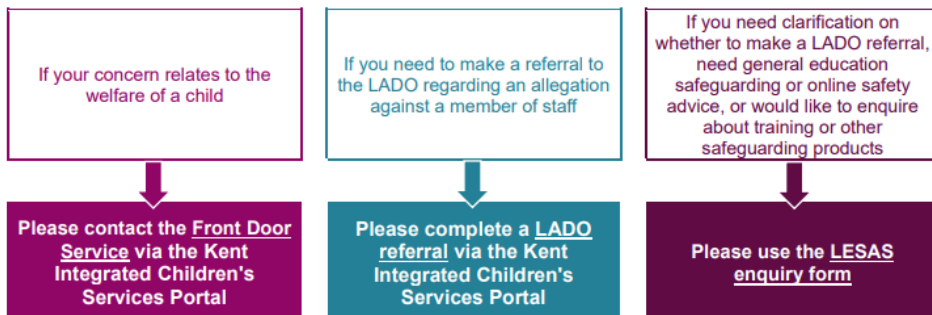 If your concern relates to the
welfare of a child
Please contact the Front Door
Service via the Kent
Integrated Children's
Services Portal
If you need to make a referral to
the LADO regarding an allegation
against a member of staff
Please complete a LADO
referral via the Kent
Integrated Children's
Services Portal
If you need clarification on
whether to make a LADO referral,
need general education
safeguarding or online safety
advice, or would like to enquire
about training or other
safeguarding products
Please use the LESAS
enquiry form